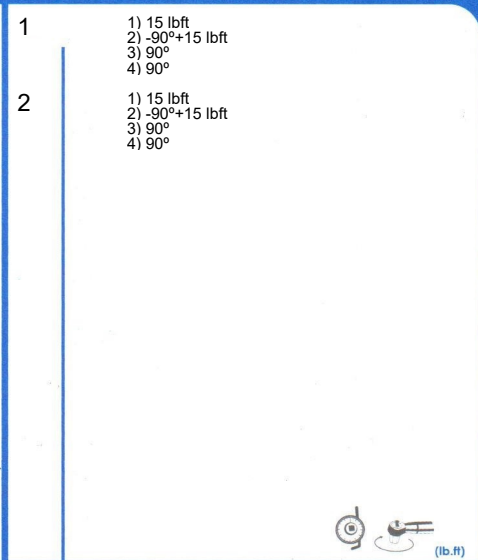 1
1) 15 lbft
2) -90º+15 lbft
3) 90º
4) 90º
2
1) 15 lbft
2) -90º+15 lbft
3) 90º
4) 90º
(lb.ft)